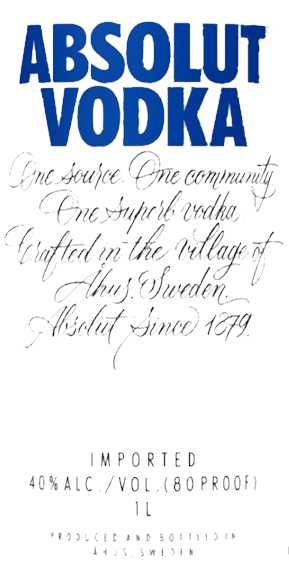 ABSOLUT
VODKA
One source. One community
One superb vodka
Crafted in the village of
Åhus, Sweden.
Absolut Since 1879.
IMPORTED
40% ALC./VOL. (80 PROOF)
1L
PRODUCED AND BOTTLED IN
ÅHUS, SWEDEN